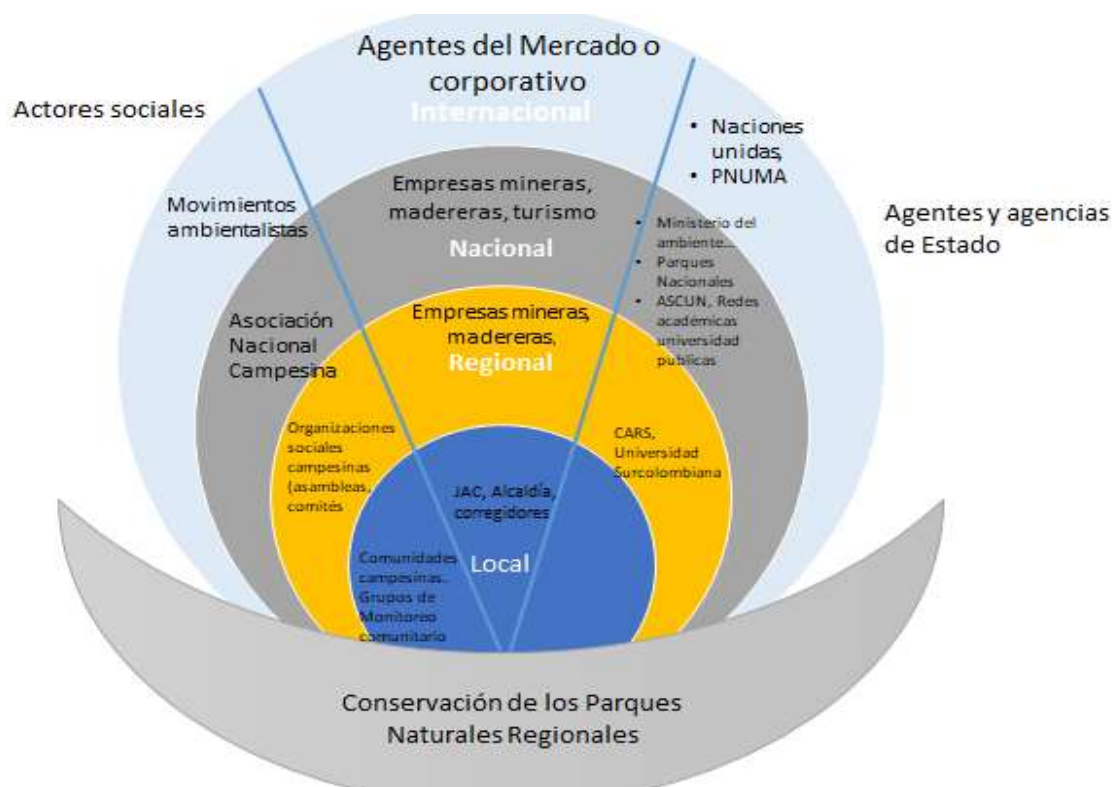 Agentes del Mercado o
corporativo
Internacional
Actores sociales
• Naciones
unidas,
• PNUMA
Movimientos
ambientalistas
Empresas mineras,
madereras, turismo
Nacional
Agentes y agencias
de Estado
• Ministerio del
ambiente...
• Parques
Nacionales
• ASCUN, Redes
académicas
universidad
publicas
Asociación
Nacional
Campesina
Empresas mineras,
madereras,
Regional
Organizaciones
sociales
campesinas
(asambleas,
comités
CARS,
Universidad
Surcolombiana
JAC, Alcaldía,
corregidores
Local
Comunidades
campesinas..
Grupos de
Monitoreo
comunitario
Conservación de los Parques
Naturales Regionales